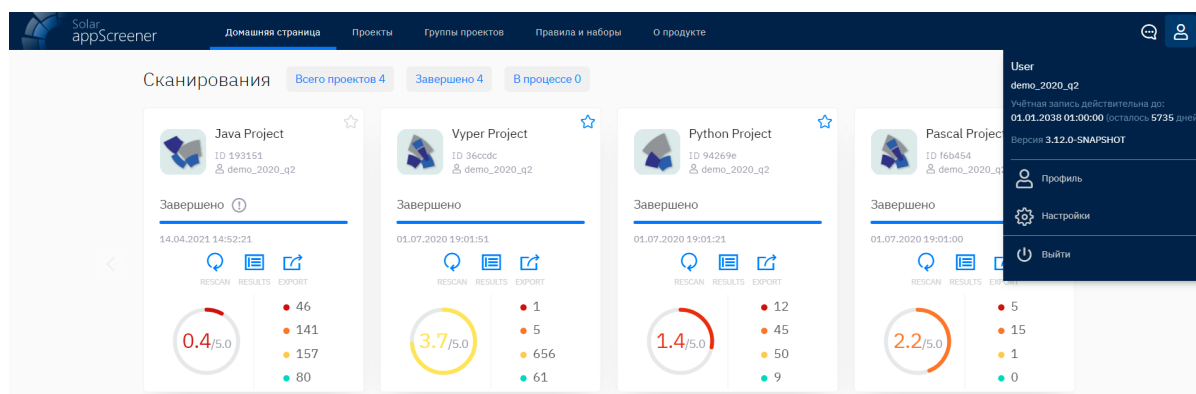 Solar
appScreener
Домашняя страница Проекты Группы проектов Правила и наборы О продукте
User
demo_2020_q2
Учётная запись действительна до:
01.01.2038 01:00:00 (осталось 5735 дней
Версия 3.12.0-SNAPSHOT
Профиль
Настройки
Выйти
Сканирования Всего проектов 4 Завершено 4 В процессе 0
Java Project
ID 193151
demo_2020_q2
Завершено
14.04.2021 14:52:21
RESCAN RESULTS EXPORT
0.4/5.0
46
141
157
80
Vyper Project
ID 36ccdc
demo_2020_q2
Завершено
01.07.2020 19:01:51
RESCAN RESULTS EXPORT
3.7/5.0
1
5
656
61
Python Project
ID 94269e
demo_2020_q2
Завершено
01.07.2020 19:01:21
RESCAN RESULTS EXPORT
1.4/5.0
12
45
50
9
Pascal Projec
ID f6b454
demo_2020_q
Завершено
01.07.2020 19:01:00
RESCAN RESULTS EXPORT
2.2/5.0
5
15
1
0